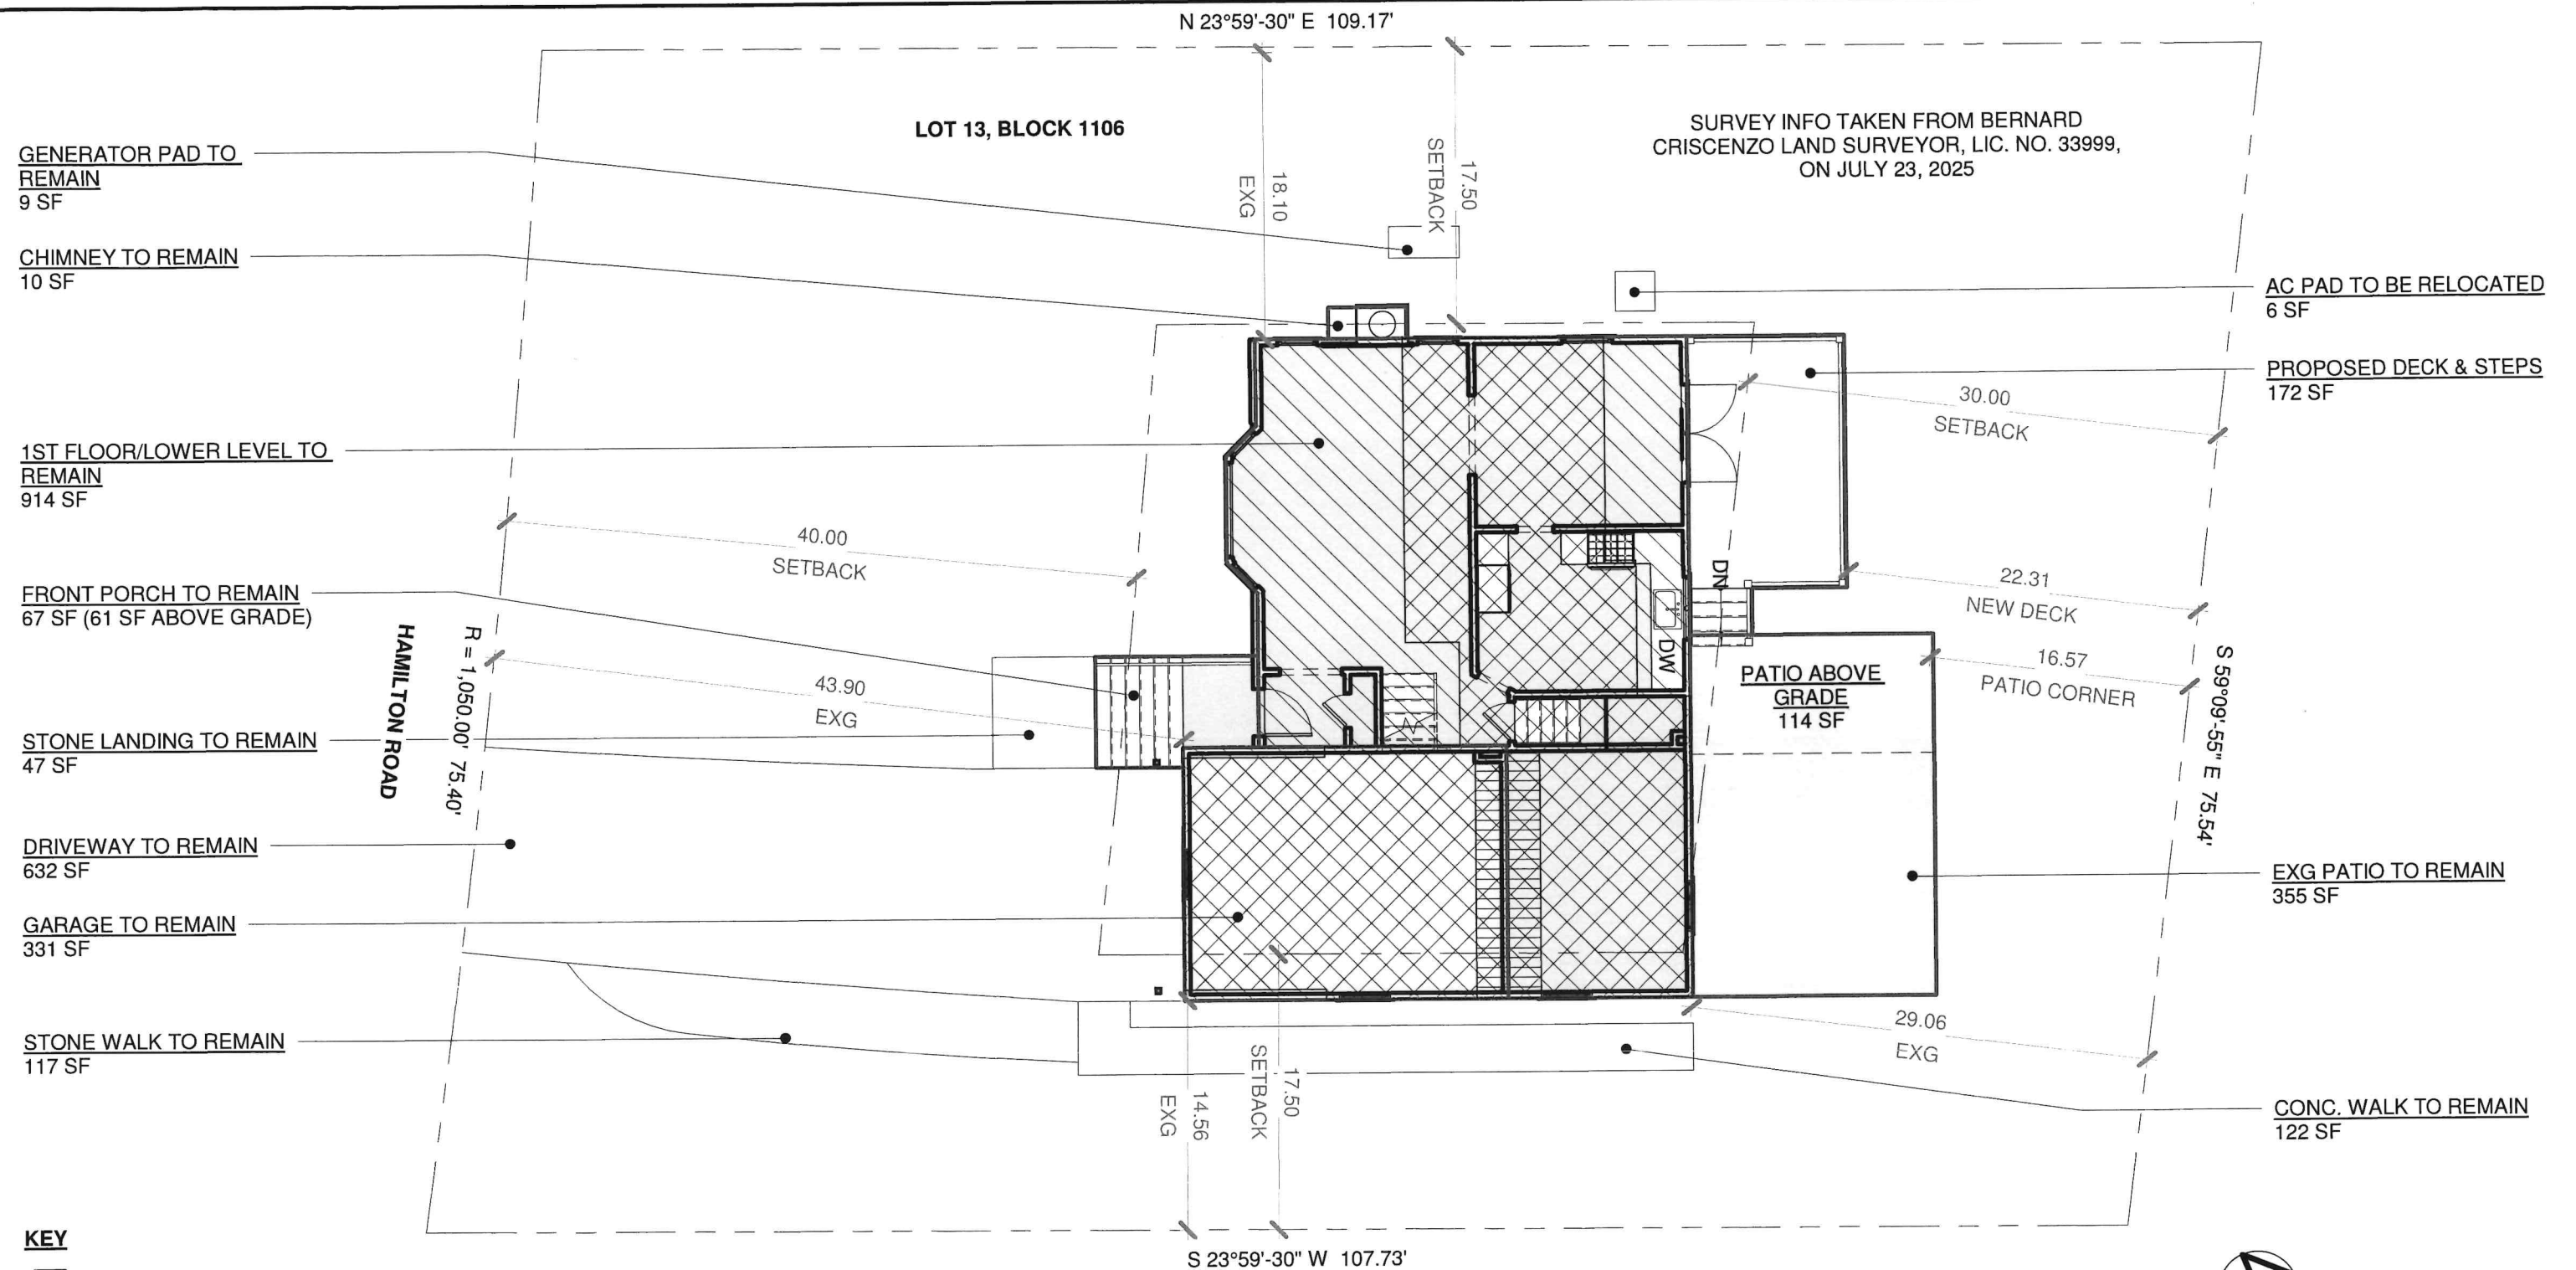 N 23°59'-30" E 109.17'
LOT 13, BLOCK 1106
SURVEY INFO TAKEN FROM BERNARD
CRISCENZO LAND SURVEYOR, LIC. NO. 33999,
ON JULY 23, 2025
GENERATOR PAD TO
REMAIN
9 SF
CHIMNEY TO REMAIN
10 SF
1ST FLOOR/LOWER LEVEL TO
REMAIN
914 SF
FRONT PORCH TO REMAIN
67 SF (61 SF ABOVE GRADE)
STONE LANDING TO REMAIN
47 SF
DRIVEWAY TO REMAIN
632 SF
GARAGE TO REMAIN
331 SF
STONE WALK TO REMAIN
117 SF
KEY
HAMILTON ROAD
R = 1,050.00' 75.40'
40.00
SETBACK
43.90
EXG
18.10
EXG
17.50
SETBACK
DN
DW
PATIO ABOVE
GRADE
114 SF
30.00
SETBACK
22.31
NEW DECK
16.57
PATIO CORNER
29.06
EXG
14.56
EXG
17.50
SETBACK
S 59°09'-55" E 75.54'
AC PAD TO BE RELOCATED
6 SF
PROPOSED DECK & STEPS
172 SF
EXG PATIO TO REMAIN
355 SF
CONC. WALK TO REMAIN
122 SF
S 23°59'-30" W 107.73'